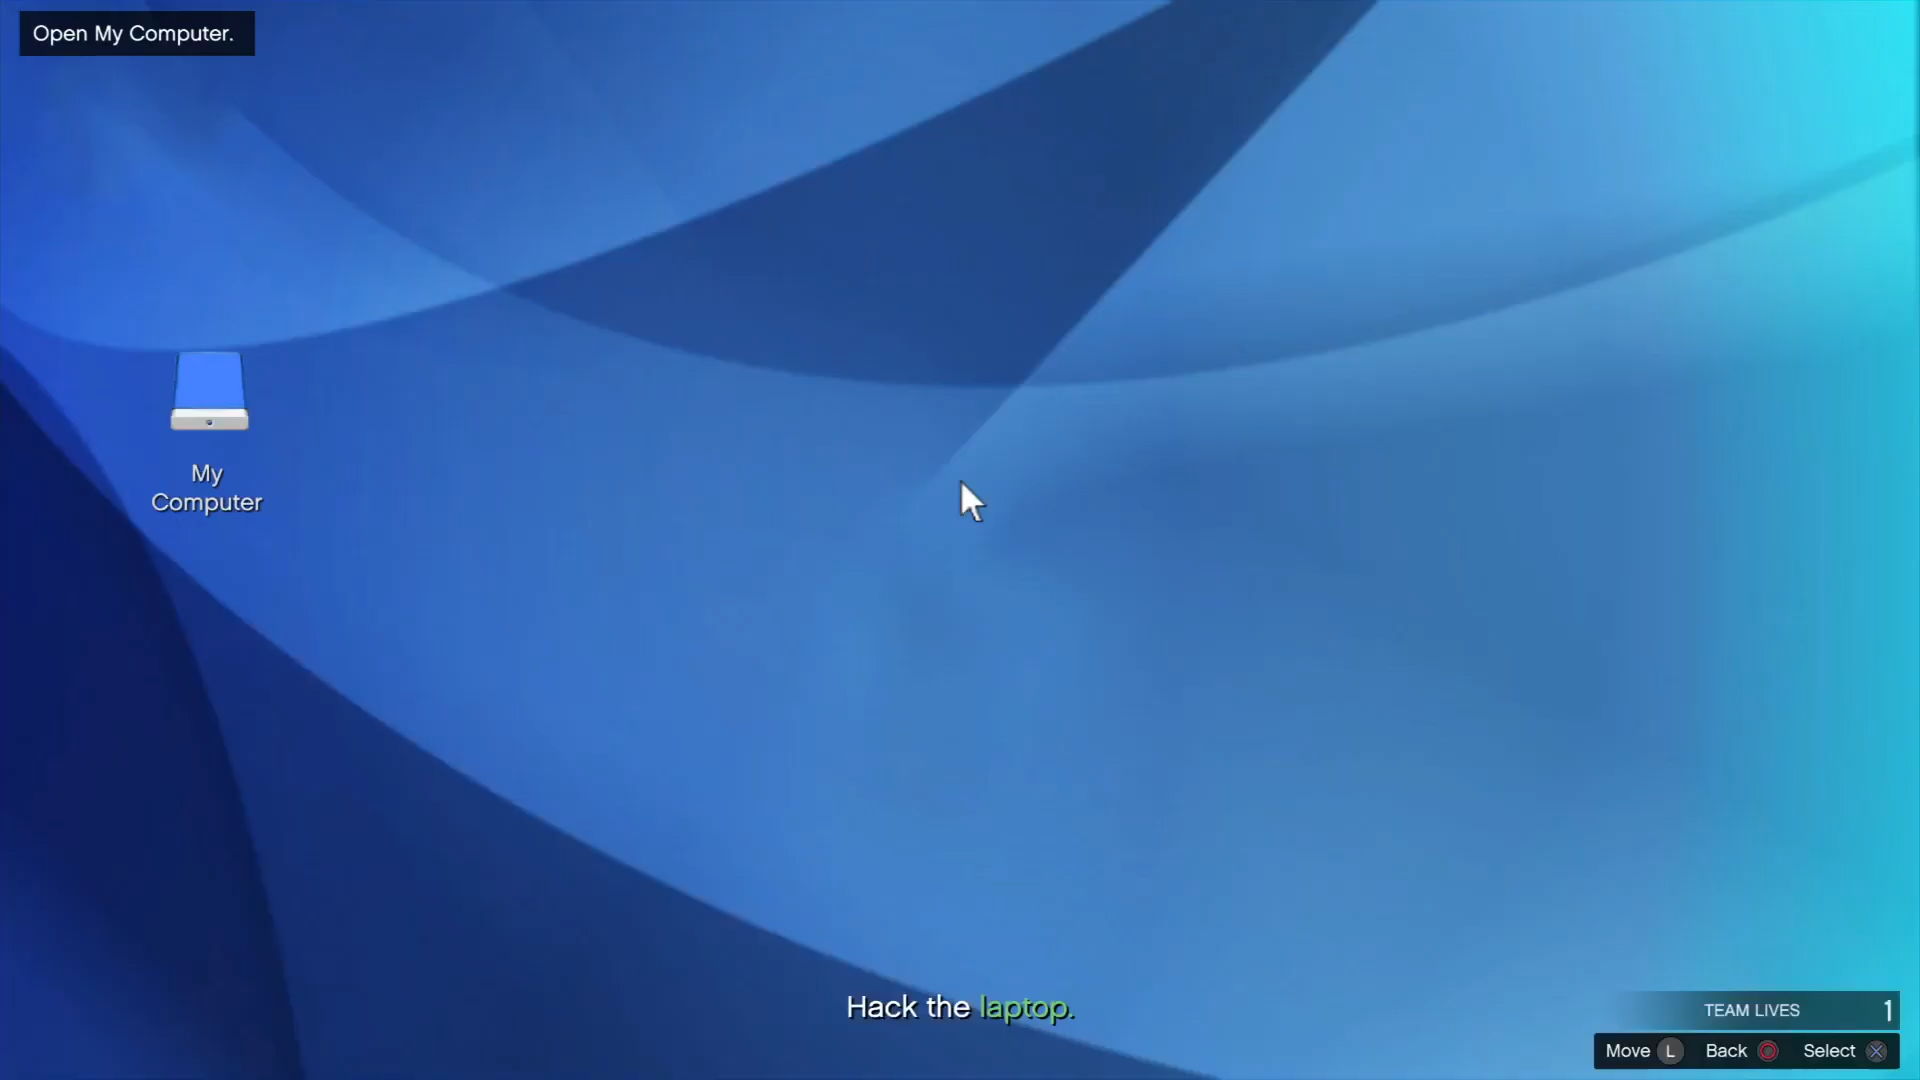 Open My Computer.
My
Computer
Hack the laptop.
TEAM LIVES 1
Move L Back Select